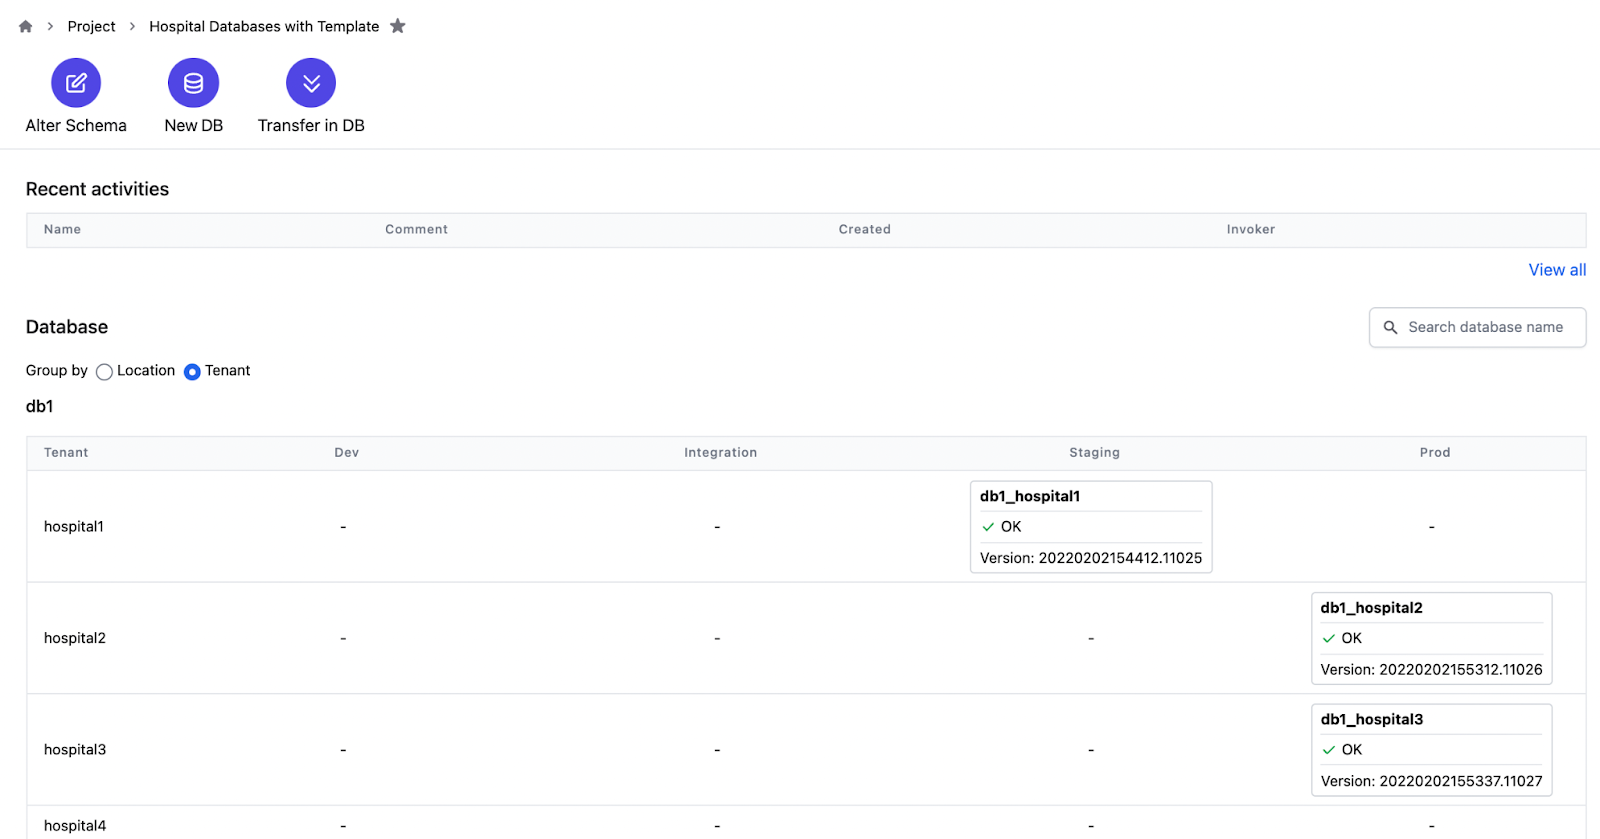 Project Hospital Databases with Template
Alter Schema New DB Transfer in DB
Recent activities
Name Comment Created Invoker
View all
Database
Search database name
Group by Location Tenant
db1
Tenant Dev Integration Staging Prod
hospital1 - - db1_hospital1 -
OK
Version: 20220202154412.11025
hospital2 - - - db1_hospital2
OK
Version: 20220202155312.11026
hospital3 - - - db1_hospital3
OK
Version: 20220202155337.11027
hospital4 - - - -